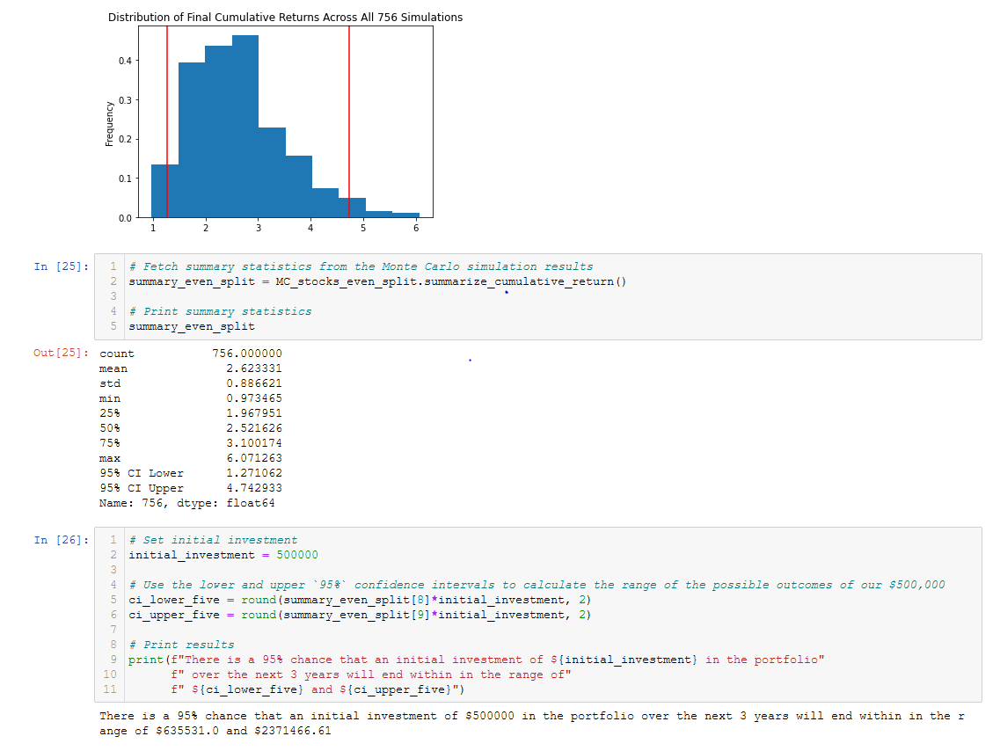 Distribution of Final Cumulative Returns Across All 756 Simulations
Frequency
0.4
0.3
0.2
0.1
0.0
1 2 3 4 5 6
In [25]:
1 # Fetch summary statistics from the Monte Carlo simulation results
2 summary_even_split = MC_stocks_even_split.summarize_cumulative_return()
3
4 # Print summary statistics
5 summary_even_split
Out[25]: count 756.000000
mean 2.623331
std 0.886621
min 0.973465
25% 1.967951
50% 2.521626
75% 3.100174
max 6.071263
95% CI Lower 1.271062
95% CI Upper 4.742933
Name: 756, dtype: float64
In [26]:
1 # Set initial investment
2 initial_investment = 500000
3
4 # Use the lower and upper `95%` confidence intervals to calculate the range of the possible outcomes of our $500,000
5 ci_lower_five = round(summary_even_split[8]*initial_investment, 2)
6 ci_upper_five = round(summary_even_split[9]*initial_investment, 2)
7
8 # Print results
9 print(f"There is a 95% chance that an initial investment of ${initial_investment} in the portfolio"
10 f" over the next 3 years will end within in the range of"
11 f" ${ci_lower_five} and ${ci_upper_five}")
There is a 95% chance that an initial investment of $500000 in the portfolio over the next 3 years will end within in the r
ange of $635531.0 and $2371466.61